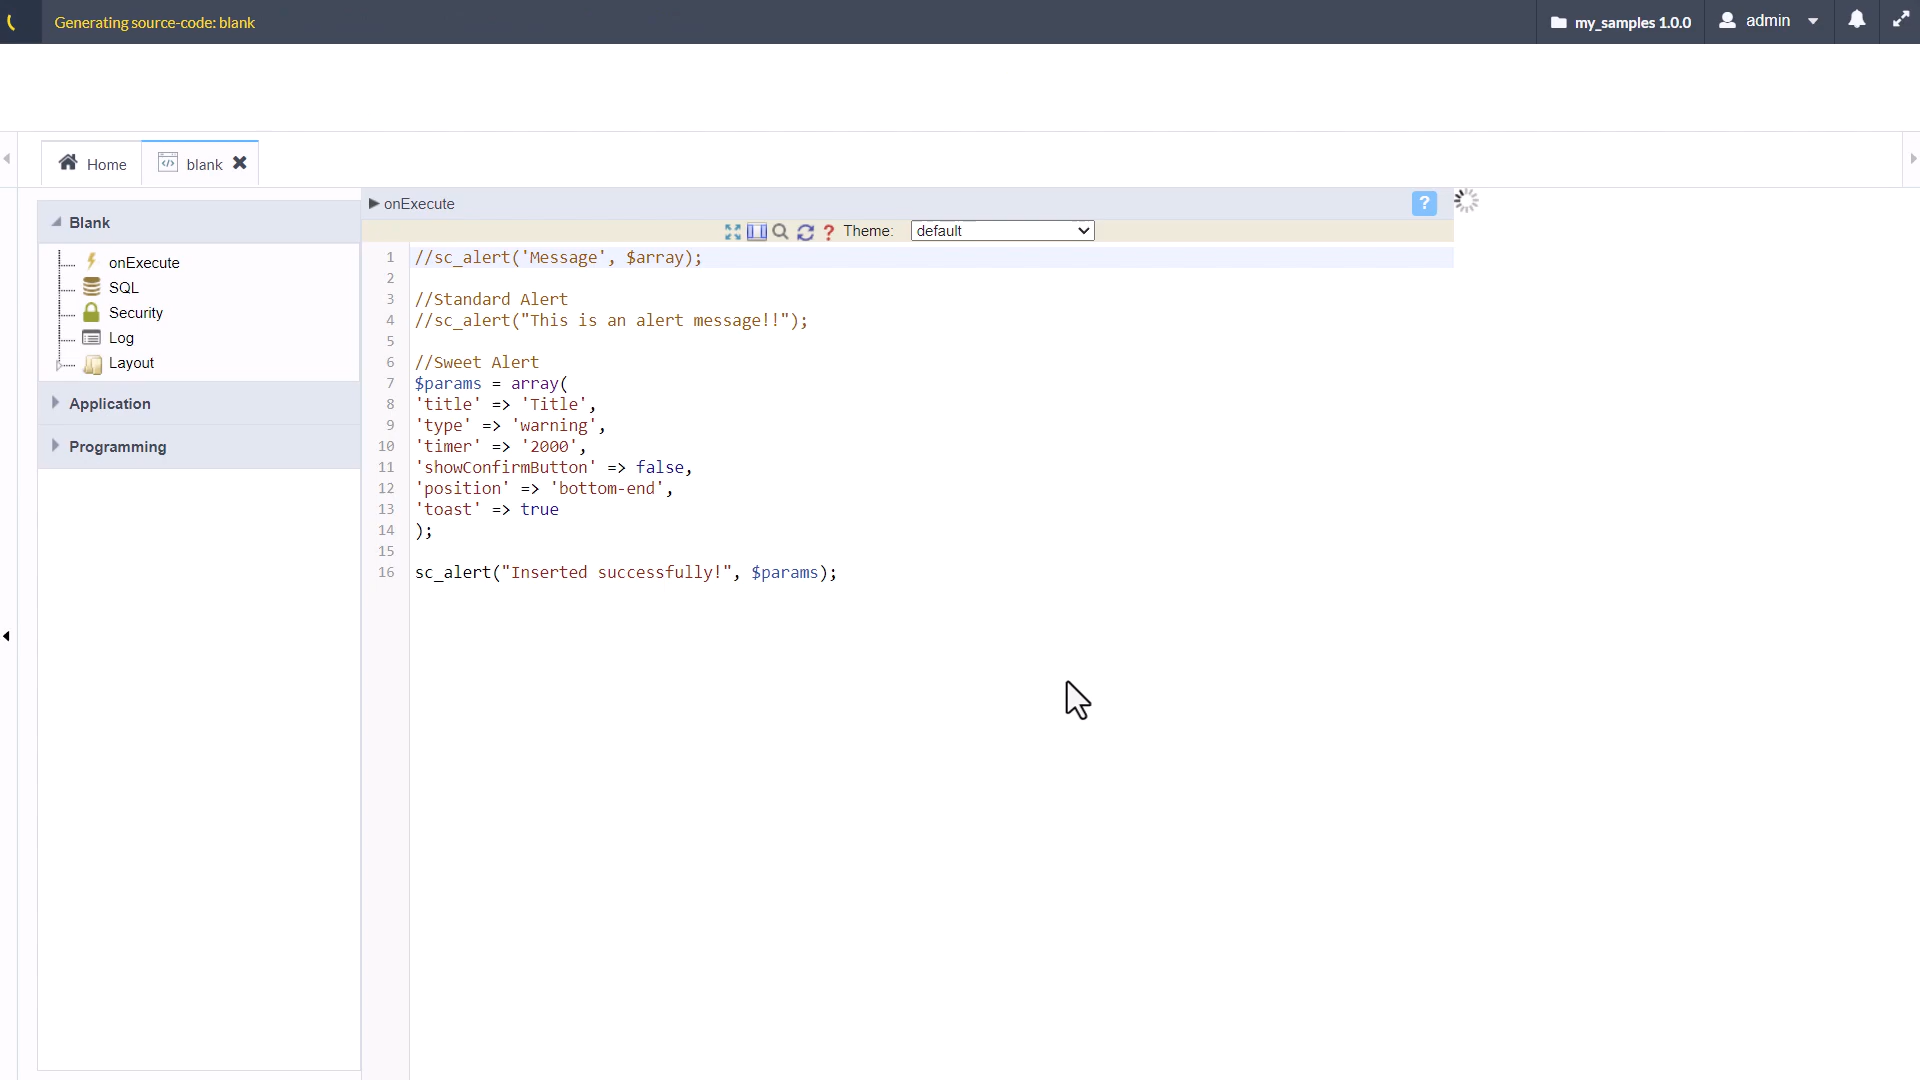 Generating source-code: blank
my_samples 1.0.0
admin
Home
blank
Blank
onExecute
SQL
Security
Log
Layout
Application
Programming
onExecute
?
? Theme: default
1 //sc_alert('Message', $array);
2
3 //Standard Alert
4 //sc_alert("This is an alert message!!");
5
6 //Sweet Alert
7 $params = array(
8 'title' => 'Title',
9 'type' => 'warning',
10 'timer' => '2000',
11 'showConfirmButton' => false,
12 'position' => 'bottom-end',
13 'toast' => true
14 );
15
16 sc_alert("Inserted successfully!", $params);